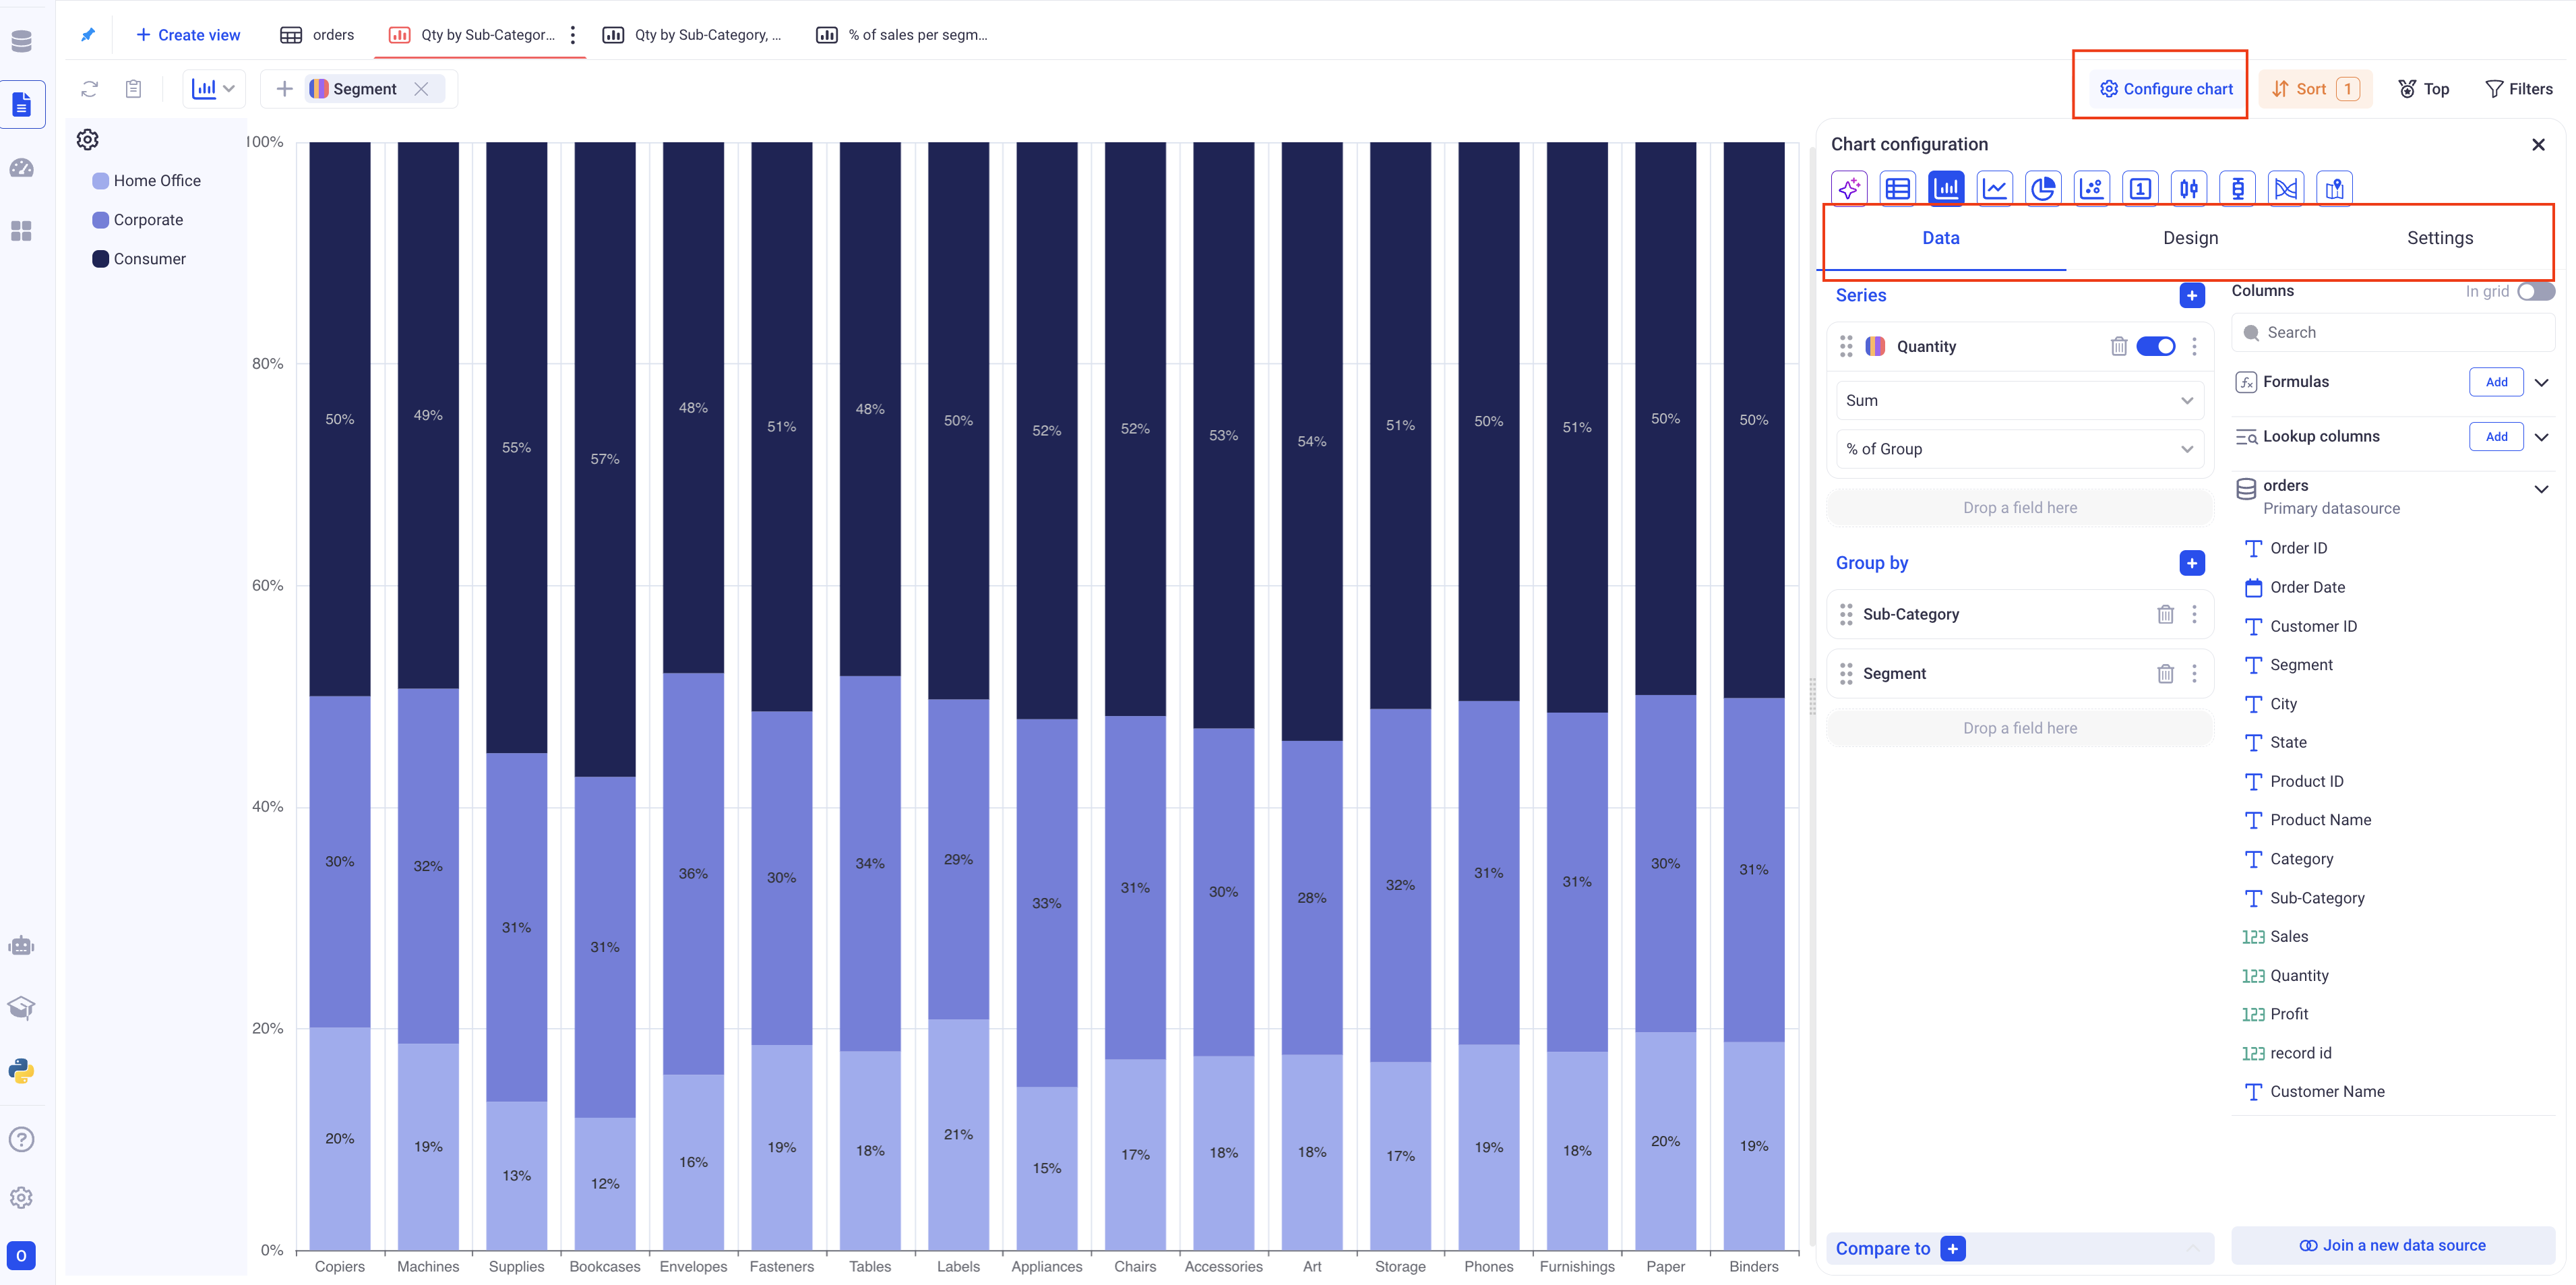 Create view
orders
Qty by Sub-Categor...
Qty by Sub-Category, ...
% of sales per segm...
Segment
Configure chart
Sort 1
Top
Filters
Home Office
Corporate
Consumer
100%
80%
60%
40%
20%
0%
50% 49% 55% 57% 48% 51% 48% 50% 52% 52% 53% 54% 51% 50% 51% 50% 50%
30% 32% 31% 31% 36% 30% 34% 29% 33% 31% 30% 28% 32% 31% 31% 30% 31%
20% 19% 13% 12% 16% 19% 18% 21% 15% 17% 18% 18% 17% 19% 18% 20% 19%
Copiers Machines Supplies Bookcases Envelopes Fasteners Tables Labels Appliances Chairs Accessories Art Storage Phones Furnishings Paper Binders
Chart configuration
1
Data Design Settings
Series
Quantity
Sum
% of Group
Drop a field here
Group by
Sub-Category
Segment
Drop a field here
Compare to
Columns In grid
Search
fx Formulas Add
Lookup columns Add
orders
Primary datasource
Order ID
Order Date
Customer ID
Segment
City
State
Product ID
Product Name
Category
Sub-Category
123 Sales
123 Quantity
123 Profit
123 record id
Customer Name
Join a new data source
O